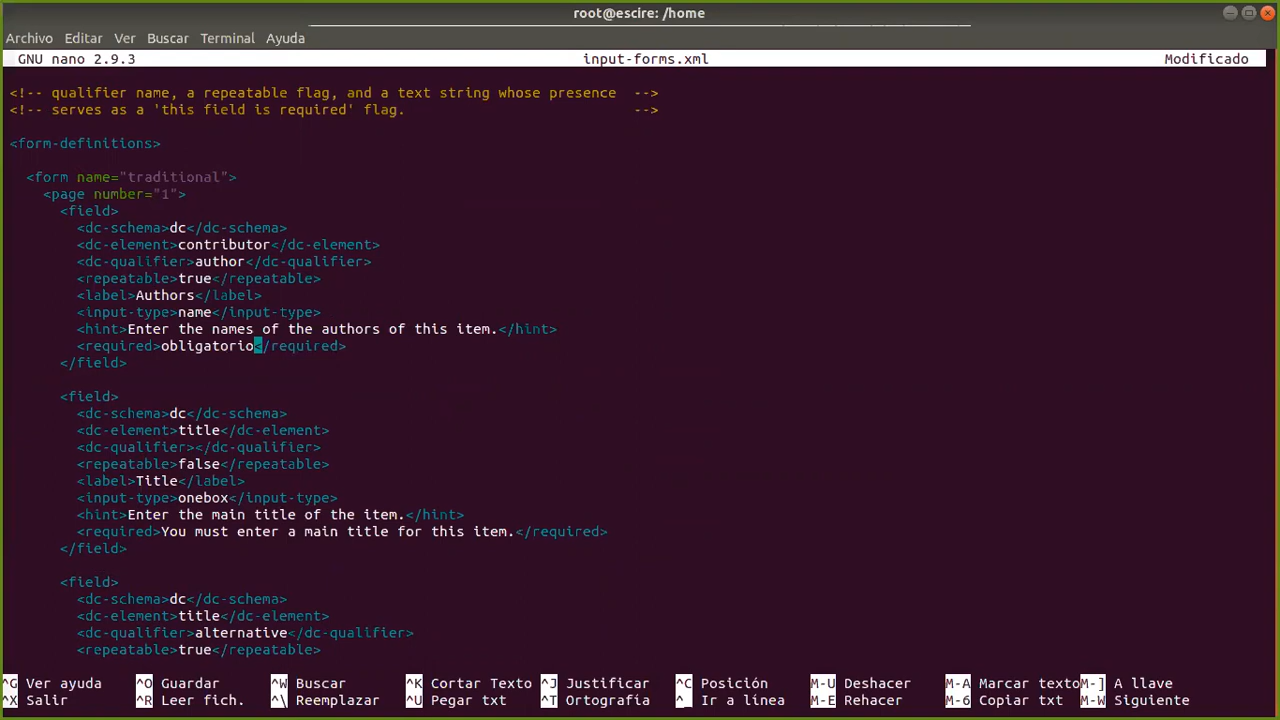 root@escire: /home
Archivo Editar Ver Buscar Terminal Ayuda
GNU nano 2.9.3 input-forms.xml Modificado
<!-- qualifier name, a repeatable flag, and a text string whose presence -->
<!-- serves as a 'this field is required' flag. -->
<form-definitions>
<form name="traditional">
<page number="1">
<field>
<dc-schema>dc</dc-schema>
<dc-element>contributor</dc-element>
<dc-qualifier>author</dc-qualifier>
<repeatable>true</repeatable>
<label>Authors</label>
<input-type>name</input-type>
<hint>Enter the names of the authors of this item.</hint>
<required>obligatorio</required>
</field>
<field>
<dc-schema>dc</dc-schema>
<dc-element>title</dc-element>
<dc-qualifier></dc-qualifier>
<repeatable>false</repeatable>
<label>Title</label>
<input-type>onebox</input-type>
<hint>Enter the main title of the item.</hint>
<required>You must enter a main title for this item.</required>
</field>
<field>
<dc-schema>dc</dc-schema>
<dc-element>title</dc-element>
<dc-qualifier>alternative</dc-qualifier>
<repeatable>true</repeatable>
^G Ver ayuda ^O Guardar ^W Buscar ^K Cortar Texto ^J Justificar ^C Posición M-U Deshacer M-A Marcar texto M-] A llave
^X Salir ^R Leer fich. ^\ Reemplazar ^U Pegar txt ^T Ortografía ^_ Ir a línea M-E Rehacer M-6 Copiar txt M-W Siguiente